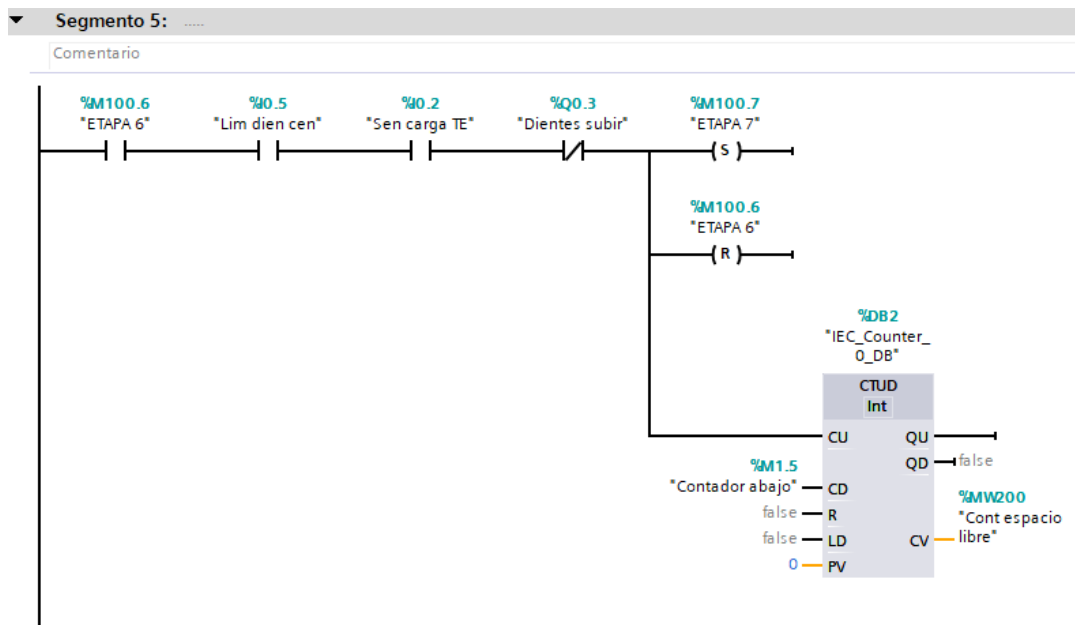 Segmento 5: .....
Comentario
%M100.6
"ETAPA 6"
%I0.5
"Lim dien cen"
%I0.2
"Sen carga TE"
%Q0.3
"Dientes subir"
%M100.7
"ETAPA 7"
S
%M100.6
"ETAPA 6"
R
%DB2
"IEC_Counter_
0_DB"
CTUD
Int
CU QU
QD false
%M1.5
"Contador abajo" CD
false R
false LD
0 PV
%MW200
"Cont espacio
CV libre"